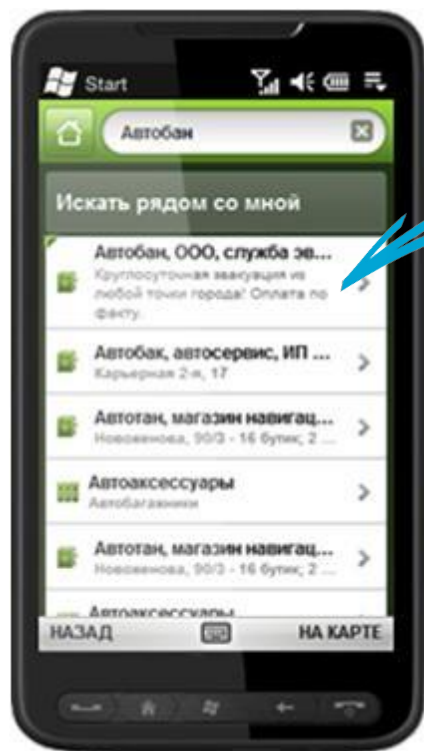 Start
Автобан
Искать рядом со мной
Автобан, ООО, служба эв...
Круглосуточная эвакуация из
любой точки города! Оплата по
факту.
Автобак, автосервис, ИП ...
Карьерная 2-я, 17
Автотан, магазин навигац...
Новоженова, 90/3 - 16 бутик; 2 ...
Автоаксессуары
Автобагажники
Автотан, магазин навигац...
Новоженова, 90/3 - 16 бутик; 2 ...
Автоаксессуары
НАЗАД
НА КАРТЕ